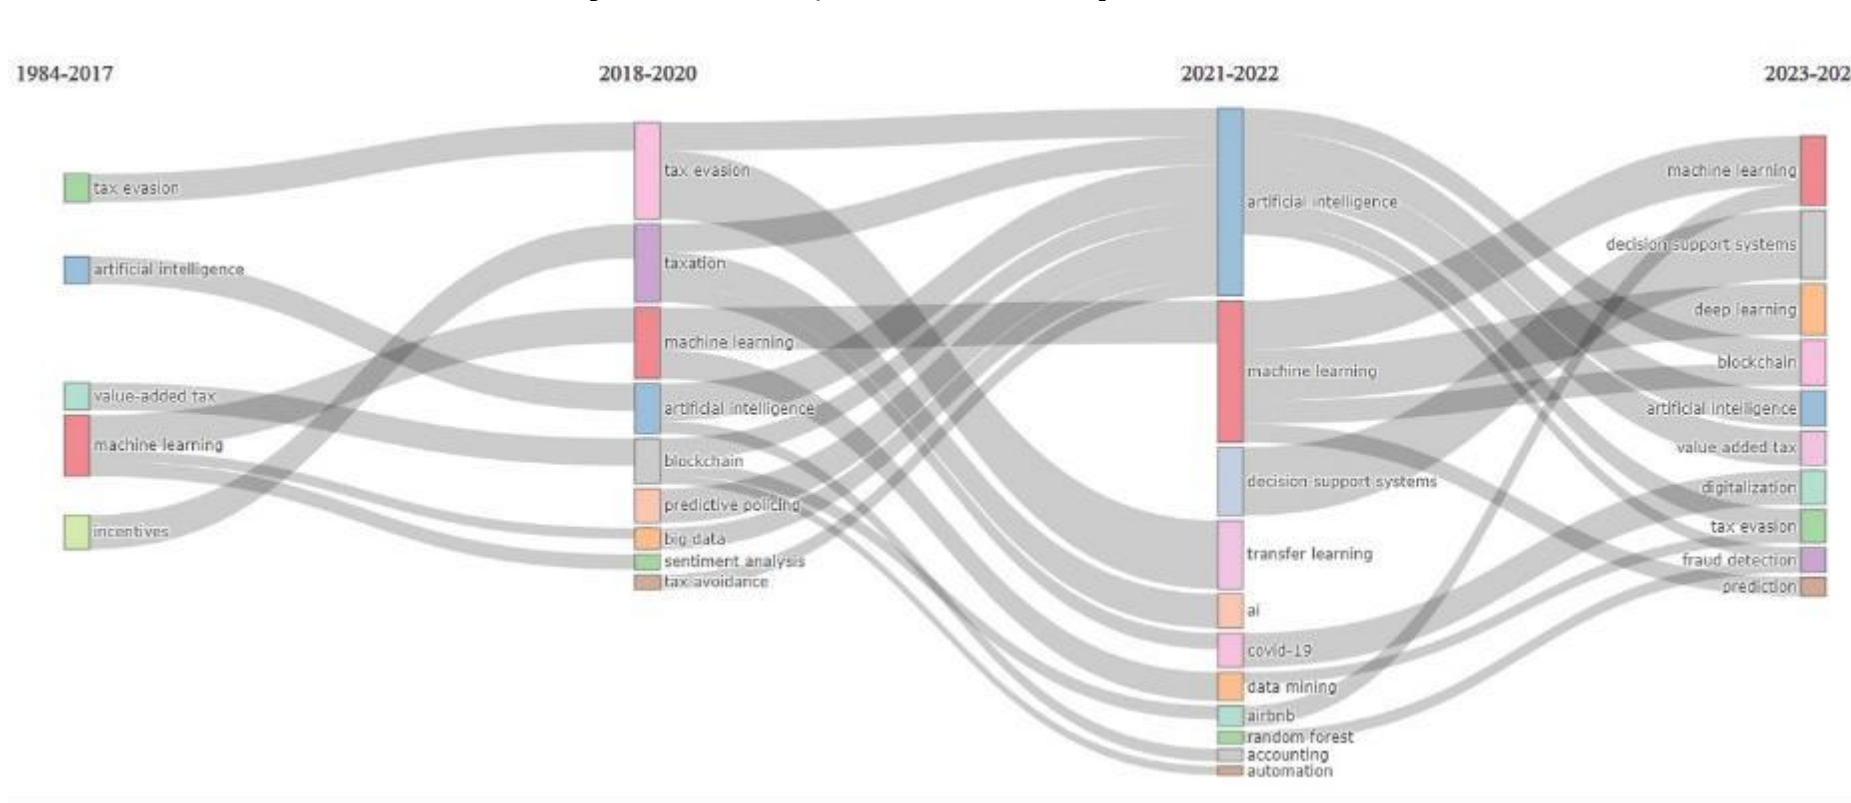 1984-2017
2018-2020
2021-2022
2023-202
tax evasion
artificial intelligence
value-added tax
machine learning
incentives
tax evasion
taxation
machine learning
artificial intelligence
blockchain
predictive policing
big data
sentiment analysis
tax avoidance
artificial intelligence
machine learning
decision support systems
transfer learning
ai
covid-19
data mining
airbnb
random forest
accounting
automation
machine learning
decision support systems
deep learning
blockchain
artificial intelligence
value added tax
digitalization
tax evasion
fraud detection
prediction